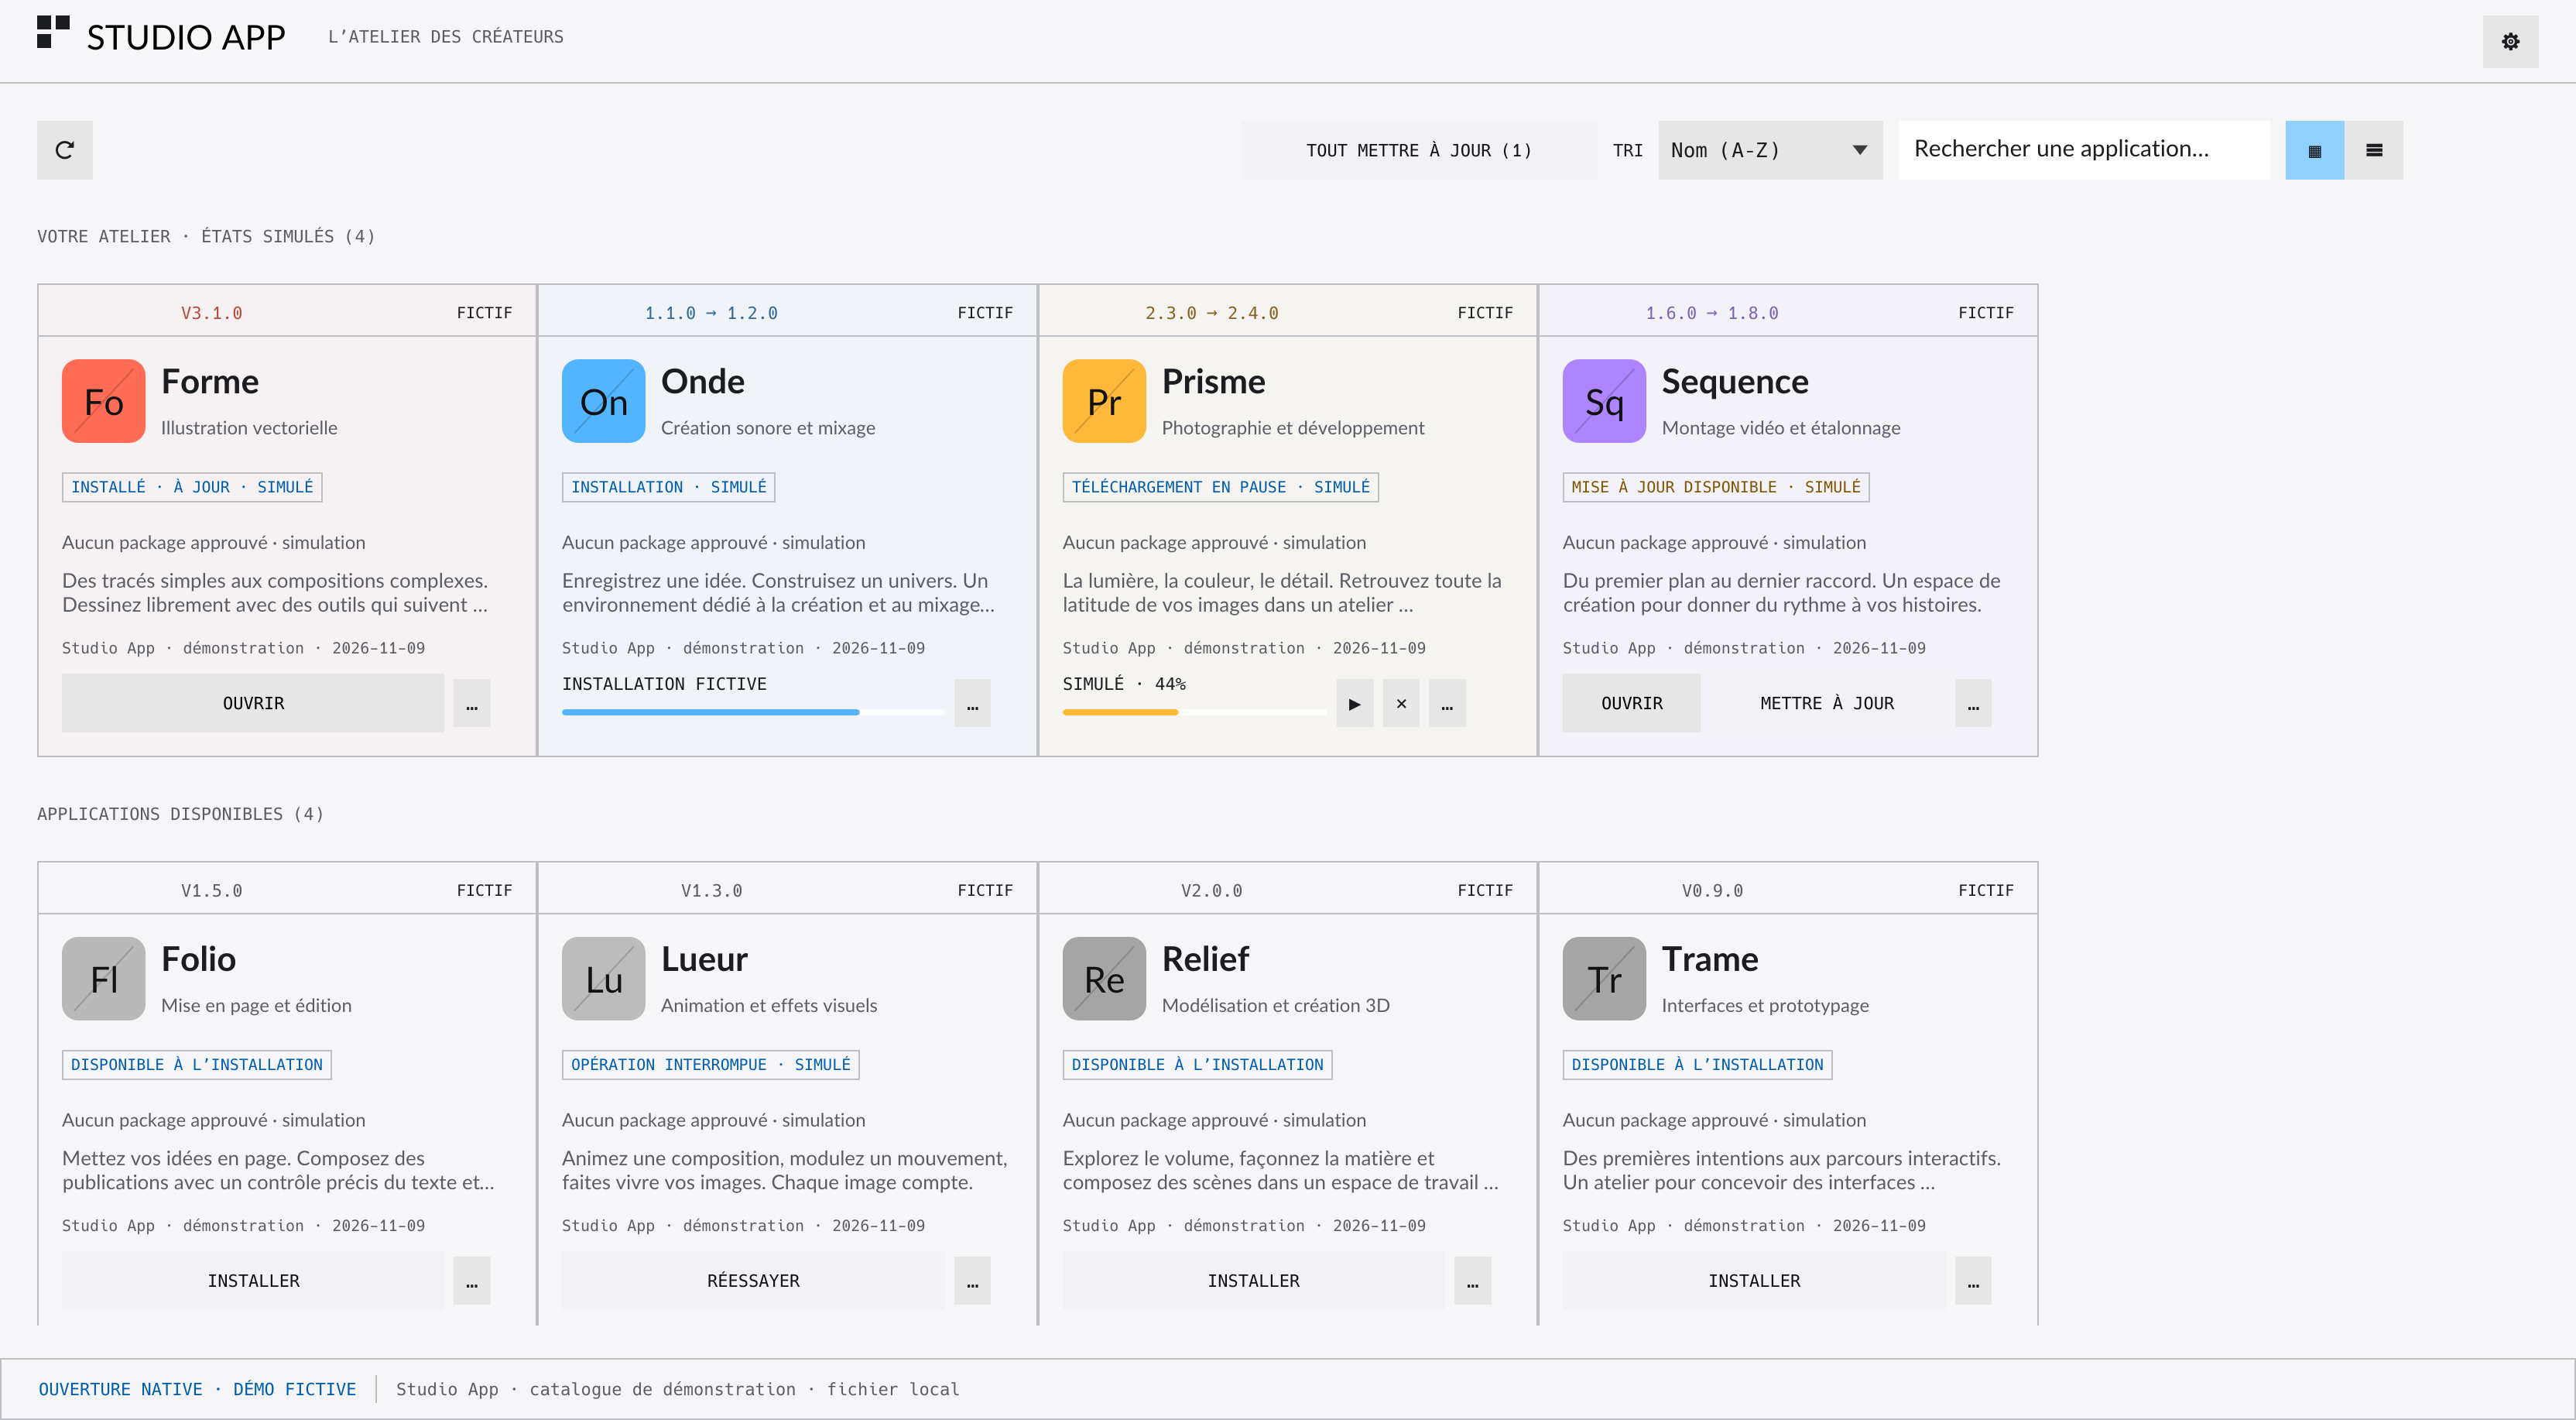 STUDIO APP
L’ATELIER DES CRÉATEURS
TOUT METTRE À JOUR (1)
TRI
Nom (A-Z)
Rechercher une application...
VOTRE ATELIER · ÉTATS SIMULÉS (4)
V3.1.0
FICTIF
Fo
Forme
Illustration vectorielle
INSTALLÉ · À JOUR · SIMULÉ
Aucun package approuvé · simulation
Des tracés simples aux compositions complexes.
Dessinez librement avec des outils qui suivent ...
Studio App · démonstration · 2026-11-09
OUVRIR
...
1.1.0 → 1.2.0
FICTIF
On
Onde
Création sonore et mixage
INSTALLATION · SIMULÉ
Aucun package approuvé · simulation
Enregistrez une idée. Construisez un univers. Un
environnement dédié à la création et au mixage...
Studio App · démonstration · 2026-11-09
INSTALLATION FICTIVE
...
2.3.0 → 2.4.0
FICTIF
Pr
Prisme
Photographie et développement
TÉLÉCHARGEMENT EN PAUSE · SIMULÉ
Aucun package approuvé · simulation
La lumière, la couleur, le détail. Retrouvez toute la
latitude de vos images dans un atelier ...
Studio App · démonstration · 2026-11-09
SIMULÉ · 44%
...
1.6.0 → 1.8.0
FICTIF
Sq
Sequence
Montage vidéo et étalonnage
MISE À JOUR DISPONIBLE · SIMULÉ
Aucun package approuvé · simulation
Du premier plan au dernier raccord. Un espace de
création pour donner du rythme à vos histoires.
Studio App · démonstration · 2026-11-09
OUVRIR
METTRE À JOUR
...
APPLICATIONS DISPONIBLES (4)
V1.5.0
FICTIF
Fl
Folio
Mise en page et édition
DISPONIBLE À L’INSTALLATION
Aucun package approuvé · simulation
Mettez vos idées en page. Composez des
publications avec un contrôle précis du texte et...
Studio App · démonstration · 2026-11-09
INSTALLER
...
V1.3.0
FICTIF
Lu
Lueur
Animation et effets visuels
OPÉRATION INTERROMPUE · SIMULÉ
Aucun package approuvé · simulation
Animez une composition, modulez un mouvement,
faites vivre vos images. Chaque image compte.
Studio App · démonstration · 2026-11-09
RÉESSAYER
...
V2.0.0
FICTIF
Re
Relief
Modélisation et création 3D
DISPONIBLE À L’INSTALLATION
Aucun package approuvé · simulation
Explorez le volume, façonnez la matière et
composez des scènes dans un espace de travail ...
Studio App · démonstration · 2026-11-09
INSTALLER
...
V0.9.0
FICTIF
Tr
Trame
Interfaces et prototypage
DISPONIBLE À L’INSTALLATION
Aucun package approuvé · simulation
Des premières intentions aux parcours interactifs.
Un atelier pour concevoir des interfaces ...
Studio App · démonstration · 2026-11-09
INSTALLER
...
OUVERTURE NATIVE · DÉMO FICTIVE
Studio App · catalogue de démonstration · fichier local